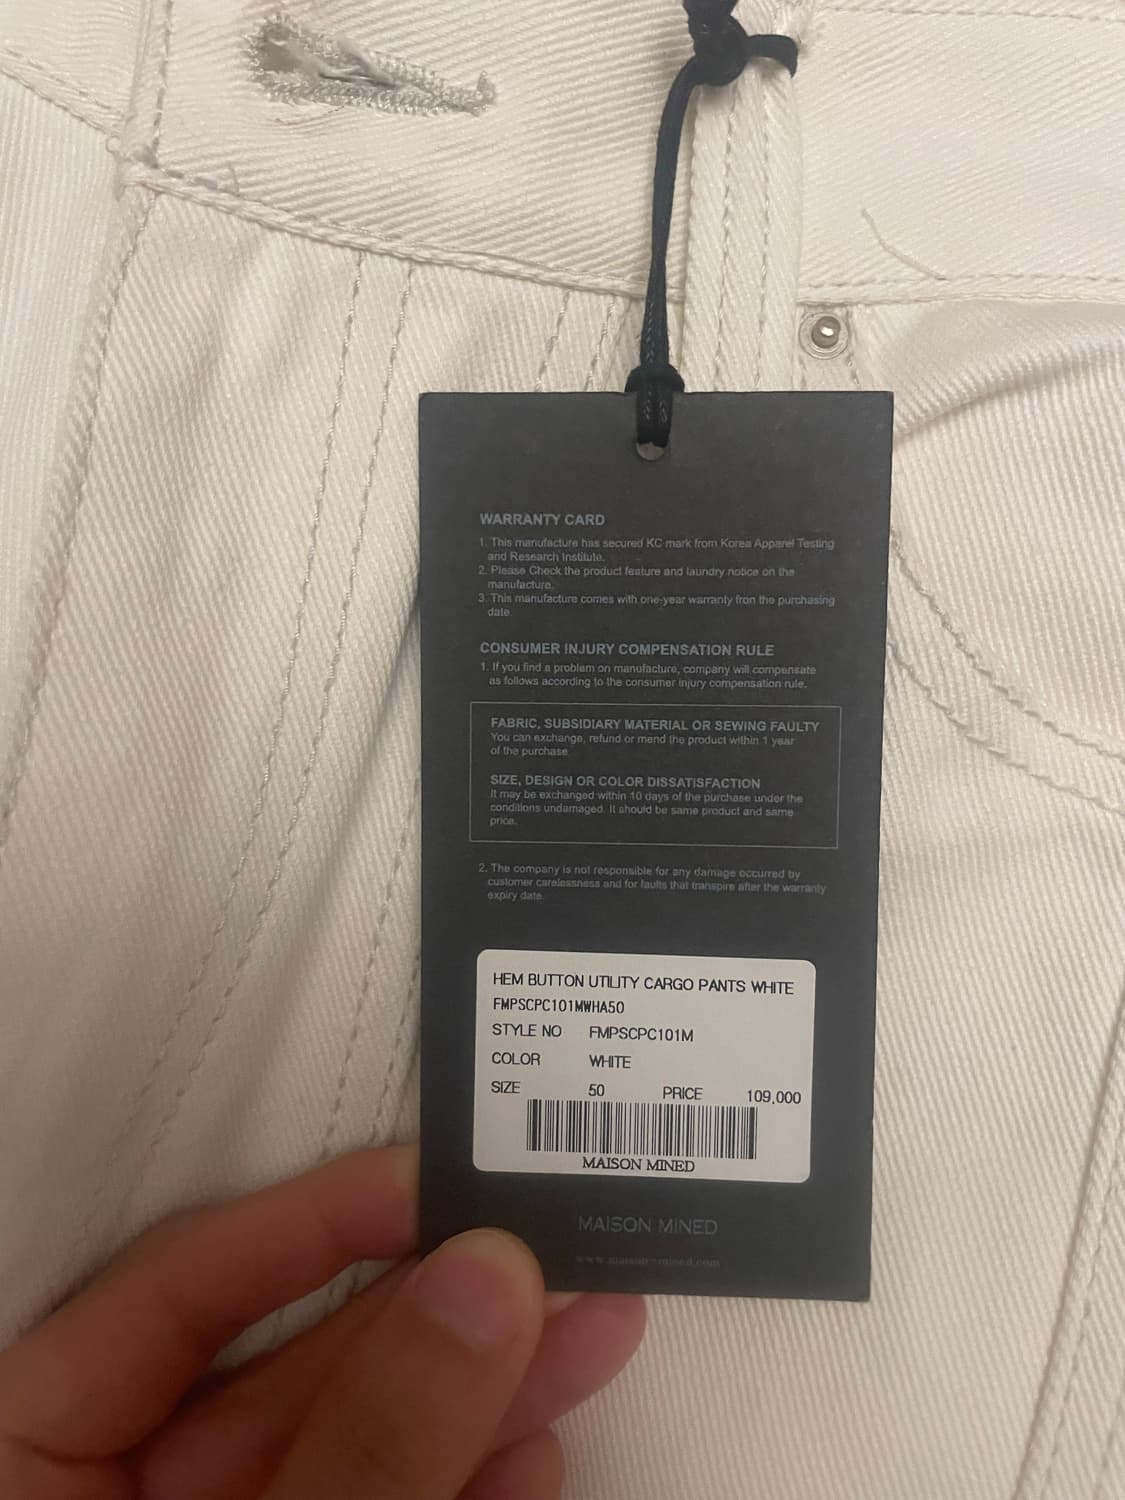 WARRANTY CARD
1. This manufacture has secured KC mark from Korea Apparel Testing
and Research Institute.
2. Please Check the product feature and laundry notice on the
manufacture.
3. This manufacture comes with one-year warranty fron the purchasing
date.
CONSUMER INJURY COMPENSATION RULE
1. If you find a problem on manufacture, company will compensate
as follows according to the consumer injury compensation rule.
FABRIC, SUBSIDIARY MATERIAL OR SEWING FAULTY
You can exchange, refund or mend the product within 1 year
of the purchase
SIZE, DESIGN OR COLOR DISSATISFACTION
It may be exchanged within 10 days of the purchase under the
conditions undamaged. It should be same product and same
price.
2. The company is not responsible for any damage occurred by
customer carelessness and for faults that transpire after the warranty
expiry date.
HEM BUTTON UTILITY CARGO PANTS WHITE
FMPSCPC101MWHA50
STYLE NO FMPSCPC101M
COLOR WHITE
SIZE 50 PRICE 109,000
MAISON MINED
MAISON MINED